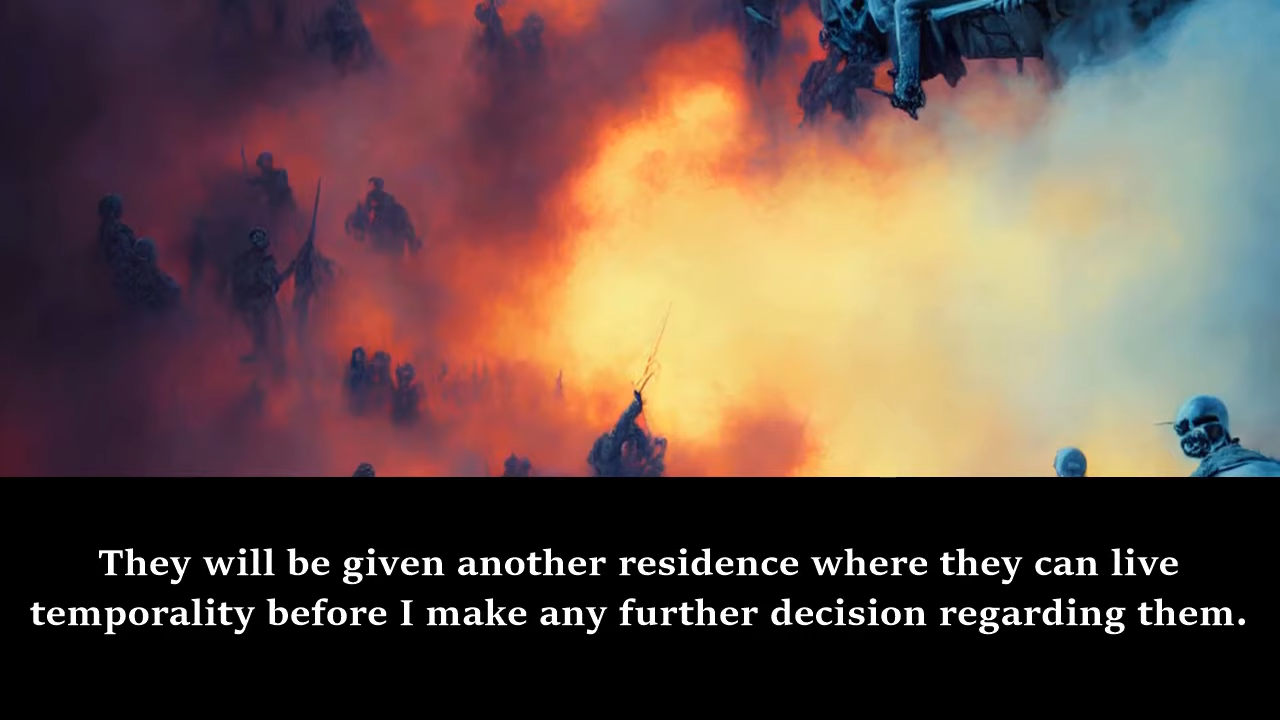 They will be given another residence where they can live
temporality before I make any further decision regarding them.